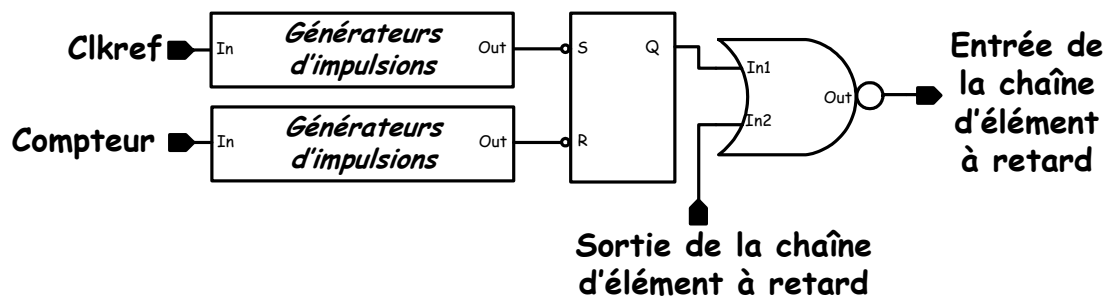 Clkref
In
Générateurs
d'impulsions
Out
S
Q
In1
Out
Entrée de
la chaîne
d'élément
à retard
Compteur
In
Générateurs
d'impulsions
Out
R
In2
Sortie de la chaîne
d'élément à retard